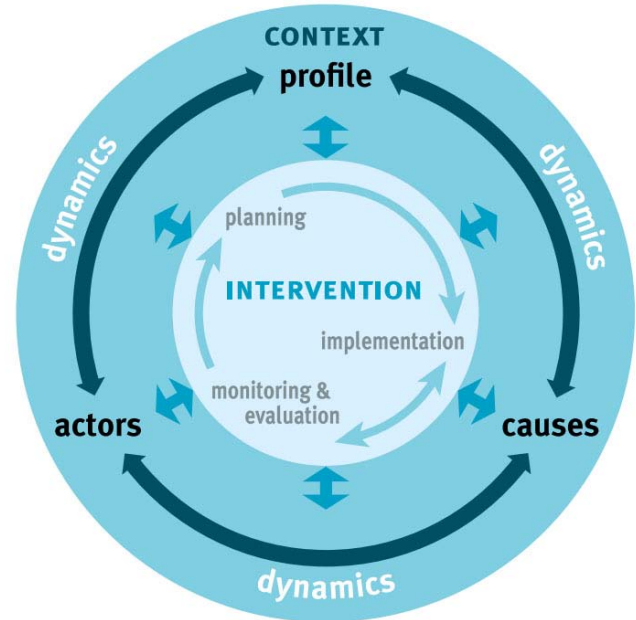 CONTEXT
profile
dynamics
dynamics
planning
INTERVENTION
implementation
monitoring &
evaluation
actors
causes
dynamics